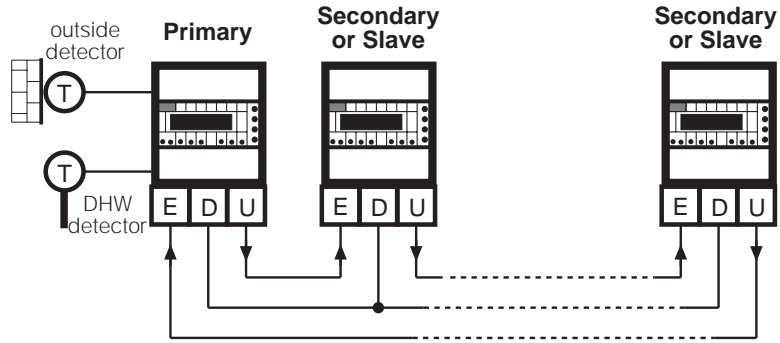 outside
detector
Primary
Secondary
or Slave
Secondary
or Slave
T
T
DHW
detector
E D U
E D U
E D U